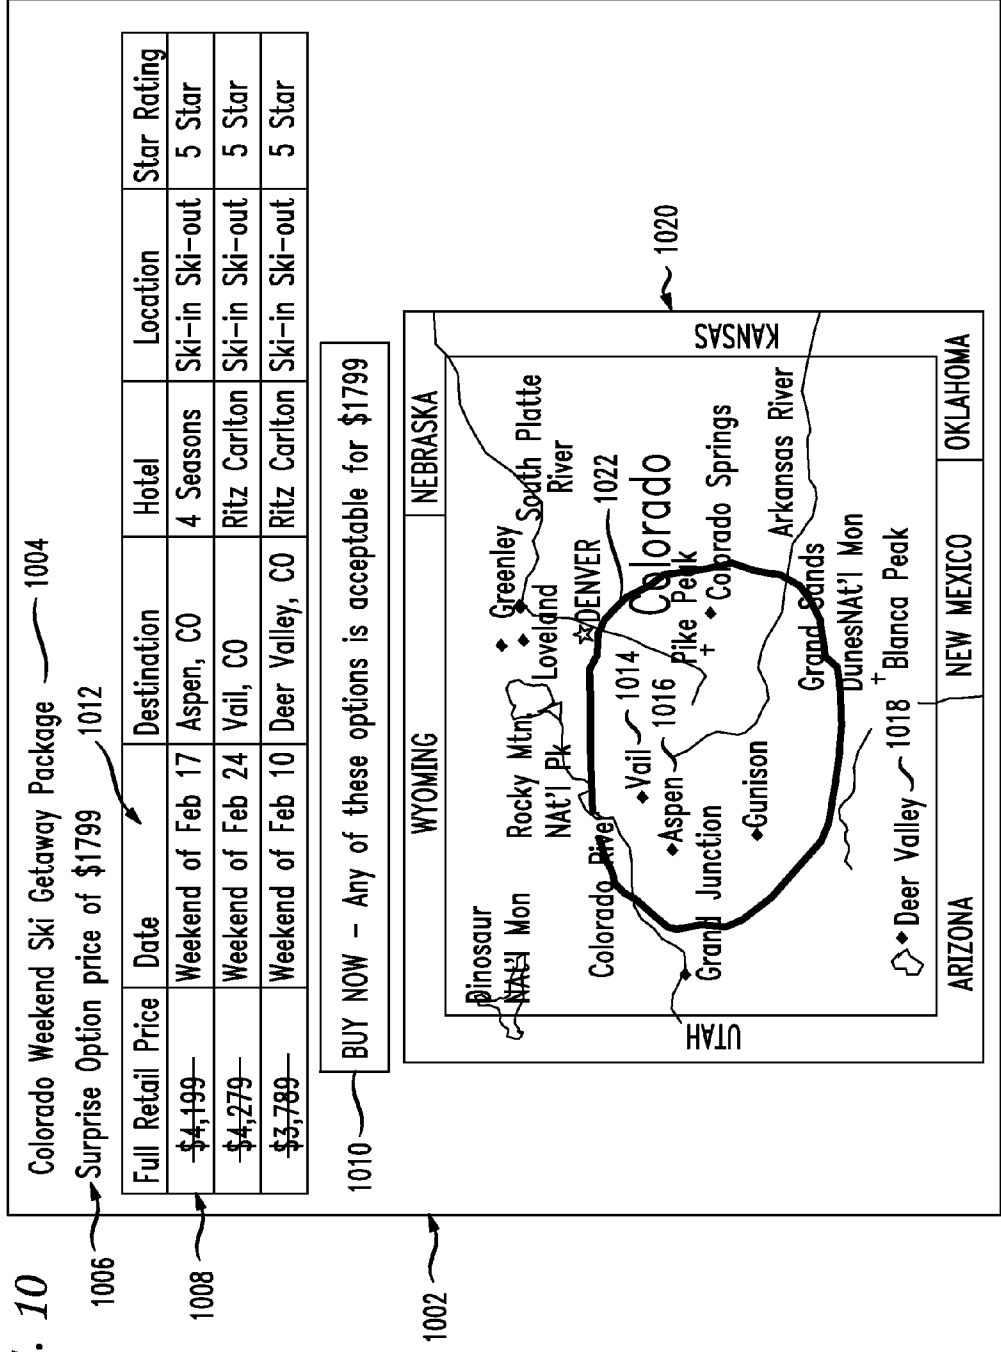 . 10
Colorado Weekend Ski Getaway Package 1004
1006 Surprise Option price of $1799 1012
Full Retail Price Date Destination Hotel Location Star Rating
$4,199 Weekend of Feb 17 Aspen, CO 4 Seasons Ski-in Ski-out 5 Star
$4,279 Weekend of Feb 24 Vail, CO Ritz Carlton Ski-in Ski-out 5 Star
$3,789 Weekend of Feb 10 Deer Valley, CO Ritz Carlton Ski-in Ski-out 5 Star
1008
1010 BUY NOW - Any of these options is acceptable for $1799
1002
WYOMING NEBRASKA
Dinosaur
NAt'l Mon
Rocky Mtn
NAt'l Pk
Greenley
Loveland
South Platte
River
DENVER
1022
Colorado River
Vail 1014
Colorado
Aspen 1016
Pike Peak
Grand Junction
Colorado Springs
Gunison
Arkansas River
Grand Sands
DunesNAt'l Mon
Blanca Peak
Deer Valley 1018
UTAH
KANSAS
1020
ARIZONA NEW MEXICO OKLAHOMA